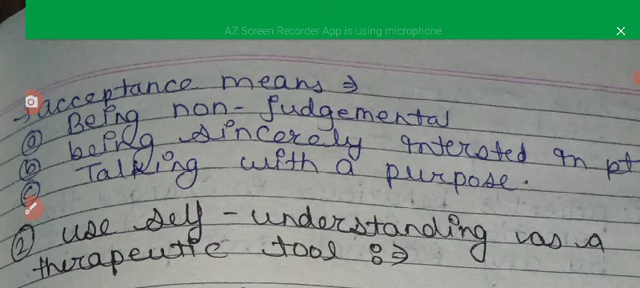 AZ Screen Recorder App is using microphone
acceptance means ⇒
ⓐ Being non-judgemental
ⓑ being sincerely interested in pt
ⓒ Talking with a purpose.
② use self-understanding as a
therapeutic tool :⇒